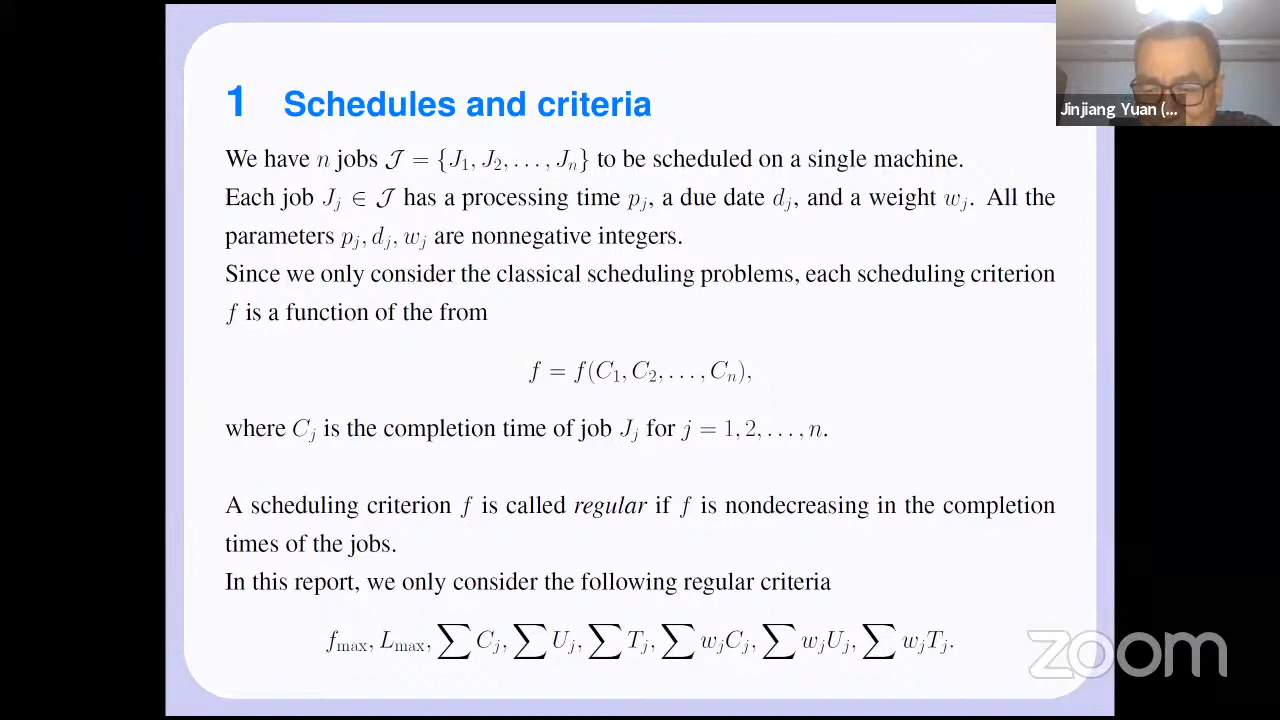 1 Schedules and criteria
Jinjiang Yuan (...
We have n jobs 𝒥 = {J₁, J₂, . . . , Jₙ} to be scheduled on a single machine.
Each job Jⱼ ∈ 𝒥 has a processing time pⱼ, a due date dⱼ, and a weight wⱼ. All the
parameters pⱼ, dⱼ, wⱼ are nonnegative integers.
Since we only consider the classical scheduling problems, each scheduling criterion
f is a function of the from
f = f(C₁, C₂, . . . , Cₙ),
where Cⱼ is the completion time of job Jⱼ for j = 1, 2, . . . , n.
A scheduling criterion f is called regular if f is nondecreasing in the completion
times of the jobs.
In this report, we only consider the following regular criteria
fmax, Lmax, ∑ Cⱼ, ∑ Uⱼ, ∑ Tⱼ, ∑ wⱼCⱼ, ∑ wⱼUⱼ, ∑ wⱼTⱼ.
zoom